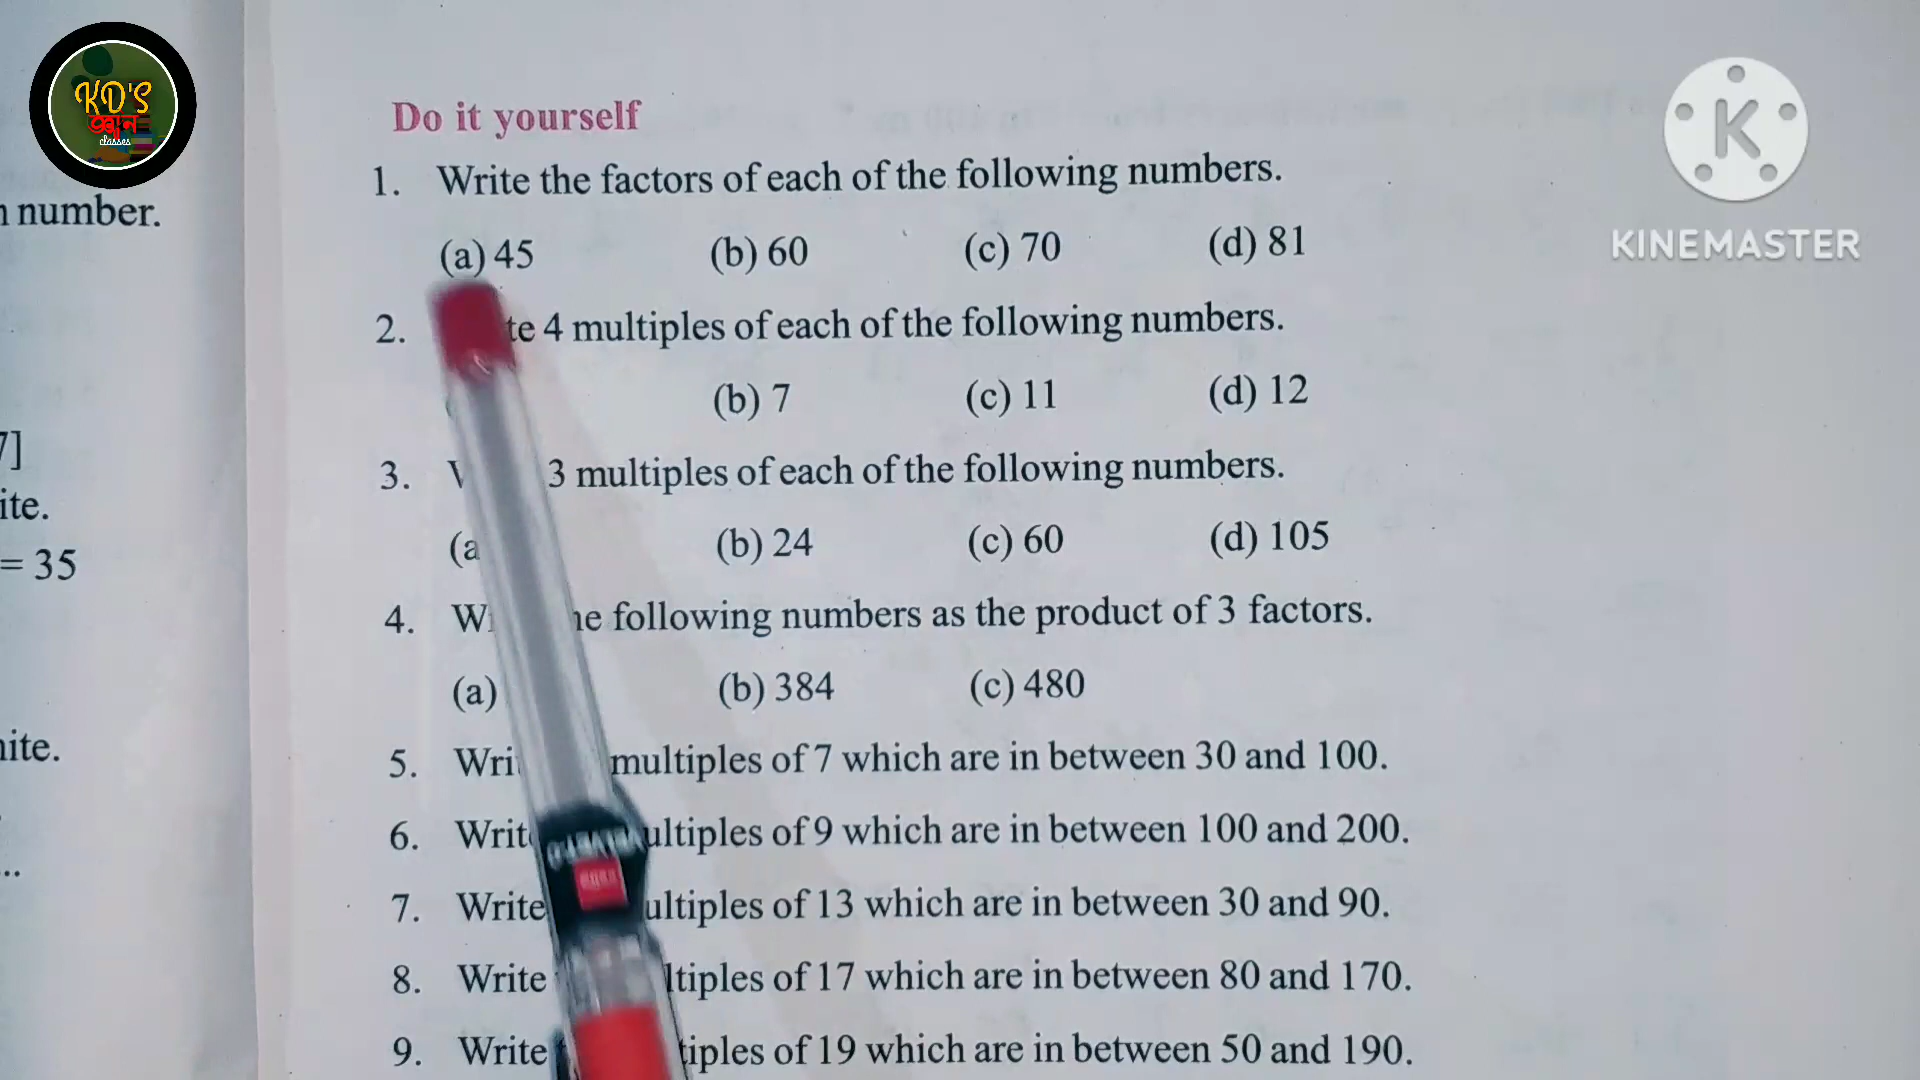 KD'S
জ্ঞান
classes
KINEMASTER
number.
7]
ite.
= 35
ite.
...
Do it yourself
1. Write the factors of each of the following numbers.
(a) 45 (b) 60 (c) 70 (d) 81
2. te 4 multiples of each of the following numbers.
(b) 7 (c) 11 (d) 12
3. 3 multiples of each of the following numbers.
(a (b) 24 (c) 60 (d) 105
4. following numbers as the product of 3 factors.
(a) (b) 384 (c) 480
5. Wri multiples of 7 which are in between 30 and 100.
6. Writ ultiples of 9 which are in between 100 and 200.
7. Write ultiples of 13 which are in between 30 and 90.
8. Write ltiples of 17 which are in between 80 and 170.
9. Write tiples of 19 which are in between 50 and 190.